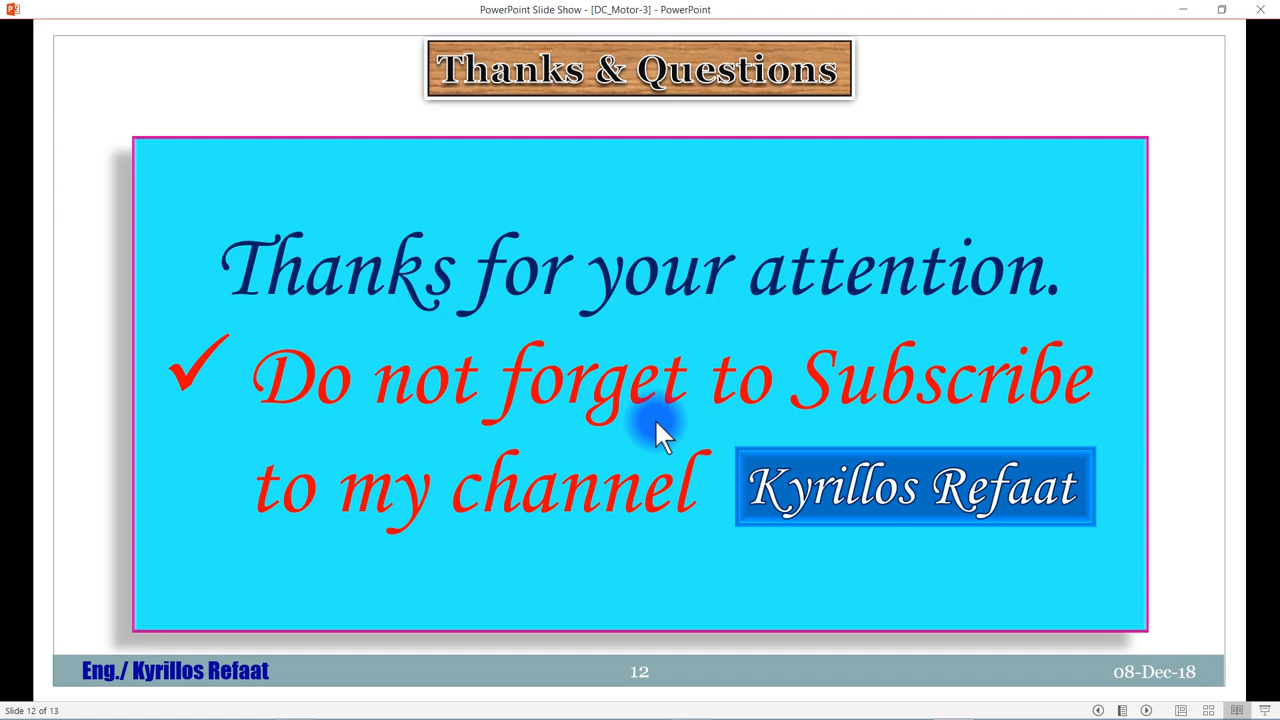 PowerPoint Slide Show - [DC_Motor-3] - PowerPoint
Thanks & Questions
Thanks for your attention.
✓ Do not forget to Subscribe
to my channel Kyrillos Refaat
Eng./ Kyrillos Refaat 12 08-Dec-18
Slide 12 of 13